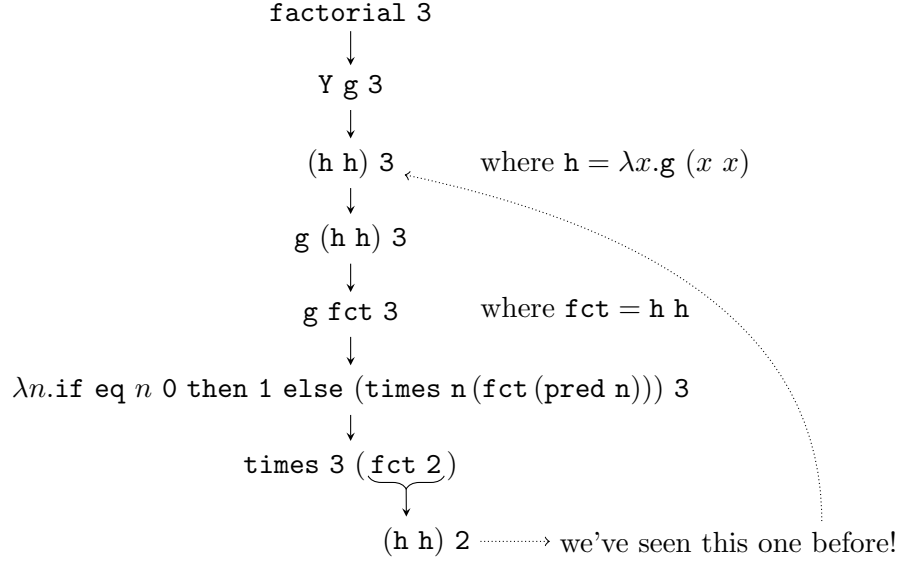 factorial 3
Y g 3
(h h) 3 where h = λx.g (x x)
g (h h) 3
g fct 3 where fct = h h
λn.if eq n 0 then 1 else (times n (fct (pred n))) 3
times 3 (fct 2)
(h h) 2 we've seen this one before!